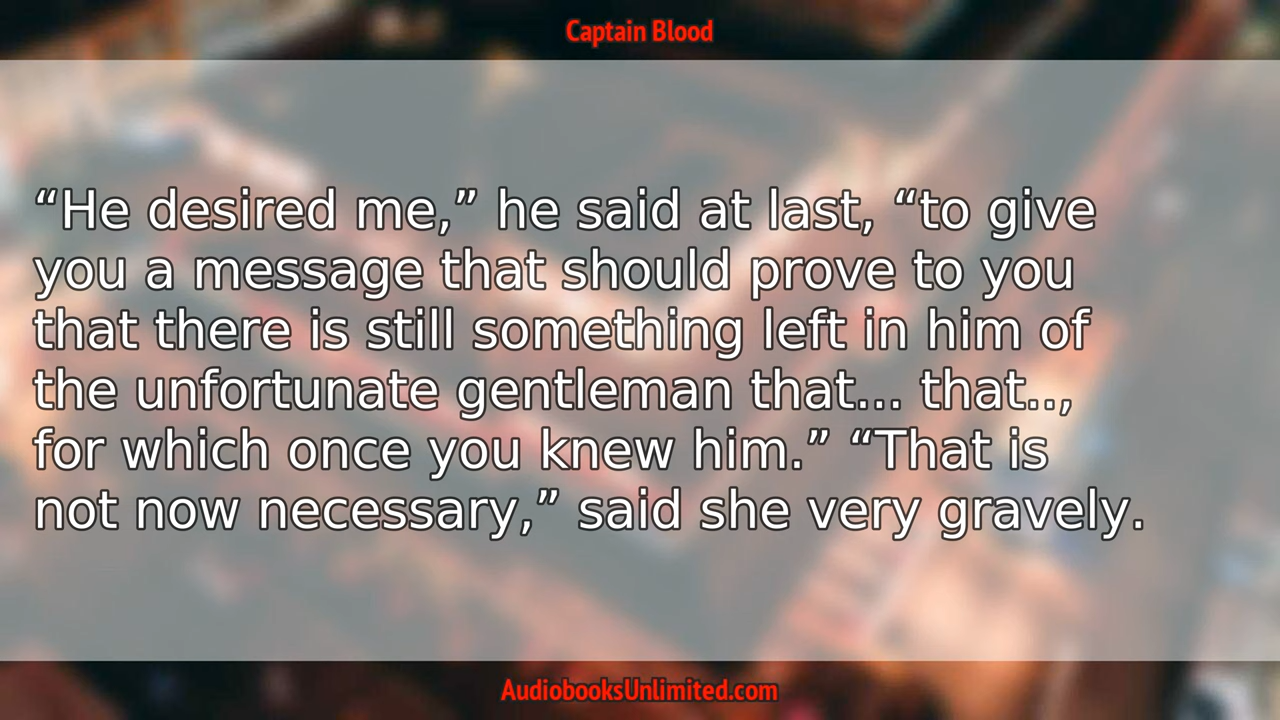 Captain Blood
“He desired me,” he said at last, “to give
you a message that should prove to you
that there is still something left in him of
the unfortunate gentleman that... that..,
for which once you knew him.” “That is
not now necessary,” said she very gravely.
AudiobooksUnlimited.com